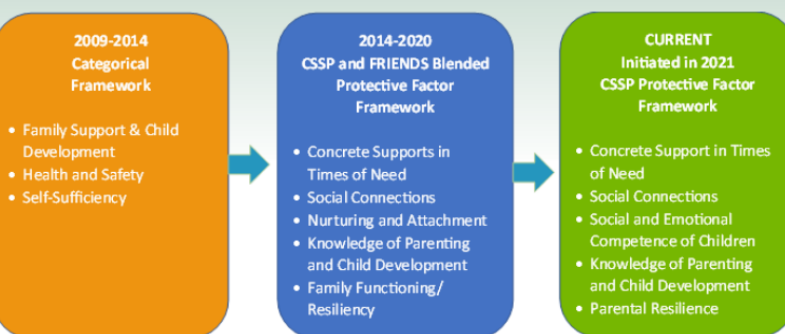 2009-2014
Categorical
Framework
• Family Support & Child
Development
• Health and Safety
• Self-Sufficiency
2014-2020
CSSP and FRIENDS Blended
Protective Factor
Framework
• Concrete Supports in
Times of Need
• Social Connections
• Nurturing and Attachment
• Knowledge of Parenting
and Child Development
• Family Functioning/
Resiliency
CURRENT
Initiated in 2021
CSSP Protective Factor
Framework
• Concrete Support in Times
of Need
• Social Connections
• Social and Emotional
Competence of Children
• Knowledge of Parenting
and Child Development
• Parental Resilience